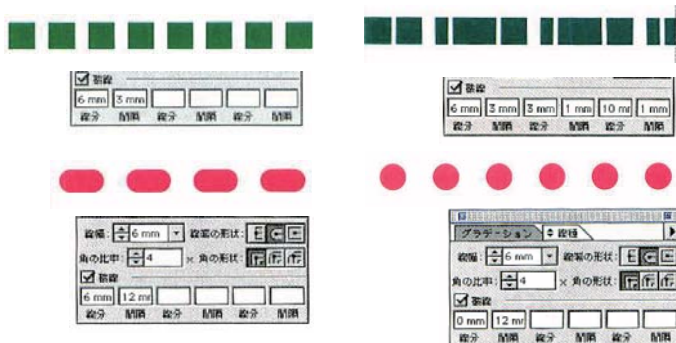 破線
6 mm 3 mm
線分 間隔 線分 間隔 線分 間隔
破線
6 mm 3 mm 3 mm 1 mm 10 mr 1 mm
線分 間隔 線分 間隔 線分 間隔
線幅: 6 mm 線端の形状:
角の比率: 4 × 角の形状:
破線
6 mm 12 mr
線分 間隔 線分 間隔 線分 間隔
グラデーション 線種
線幅: 6 mm 線端の形状:
角の比率: 4 × 角の形状:
破線
0 mm 12 mr
線分 間隔 線分 間隔 線分 間隔